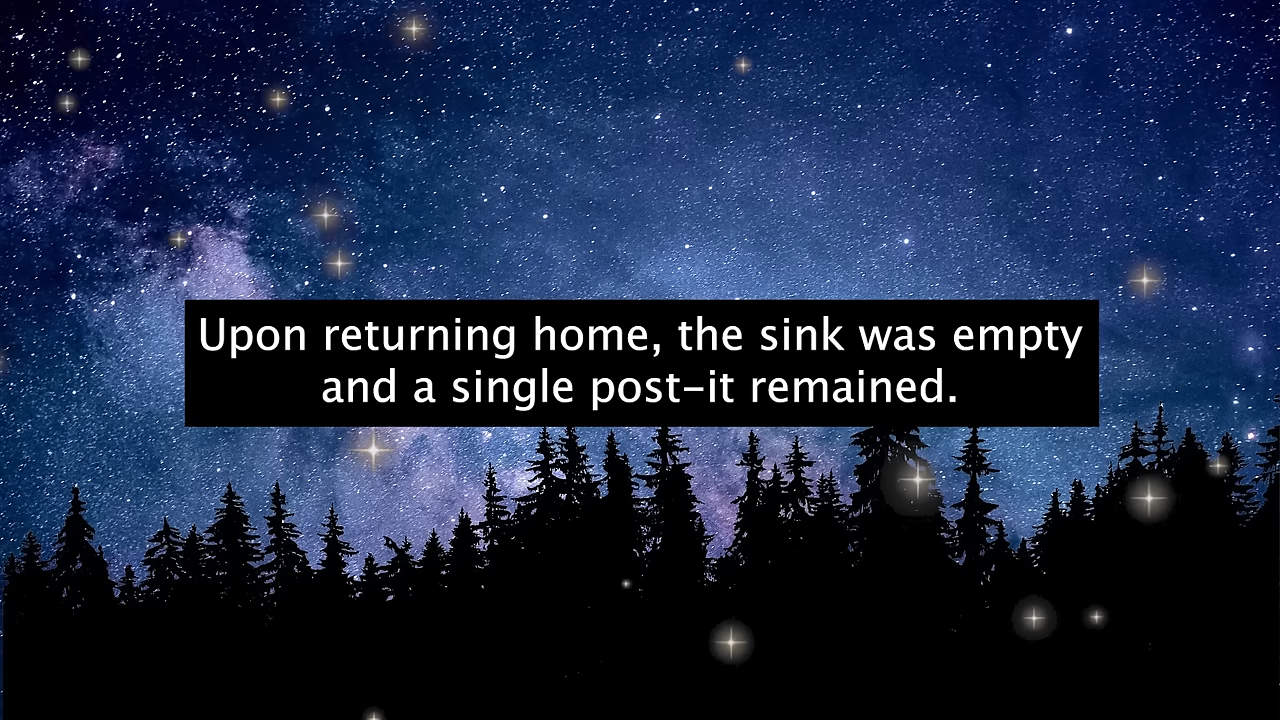 Upon returning home, the sink was empty
and a single post-it remained.